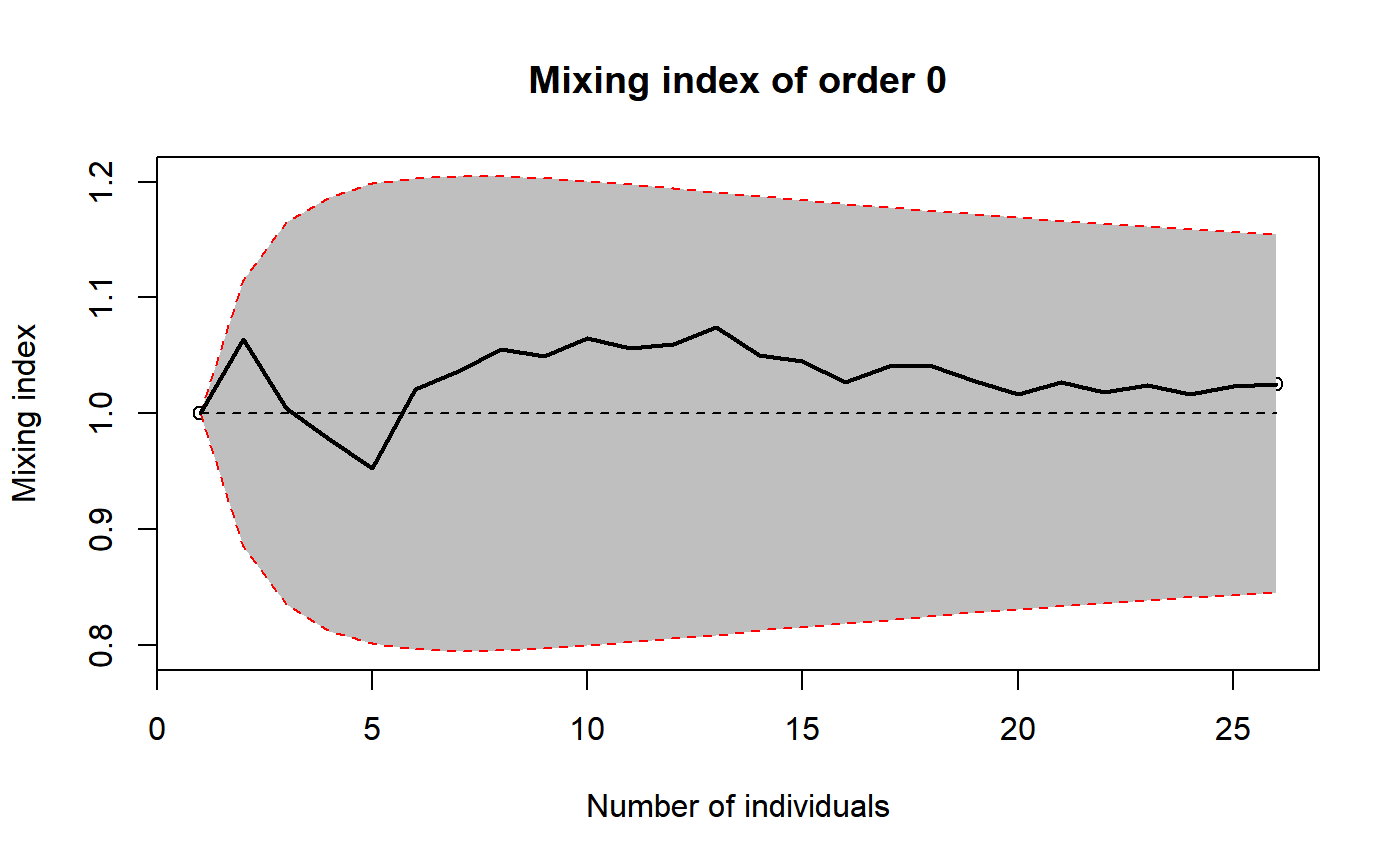 Mixing index of order 0
Mixing index
1.2
1.1
1.0
0.9
0.8
0 5 10 15 20 25
Number of individuals